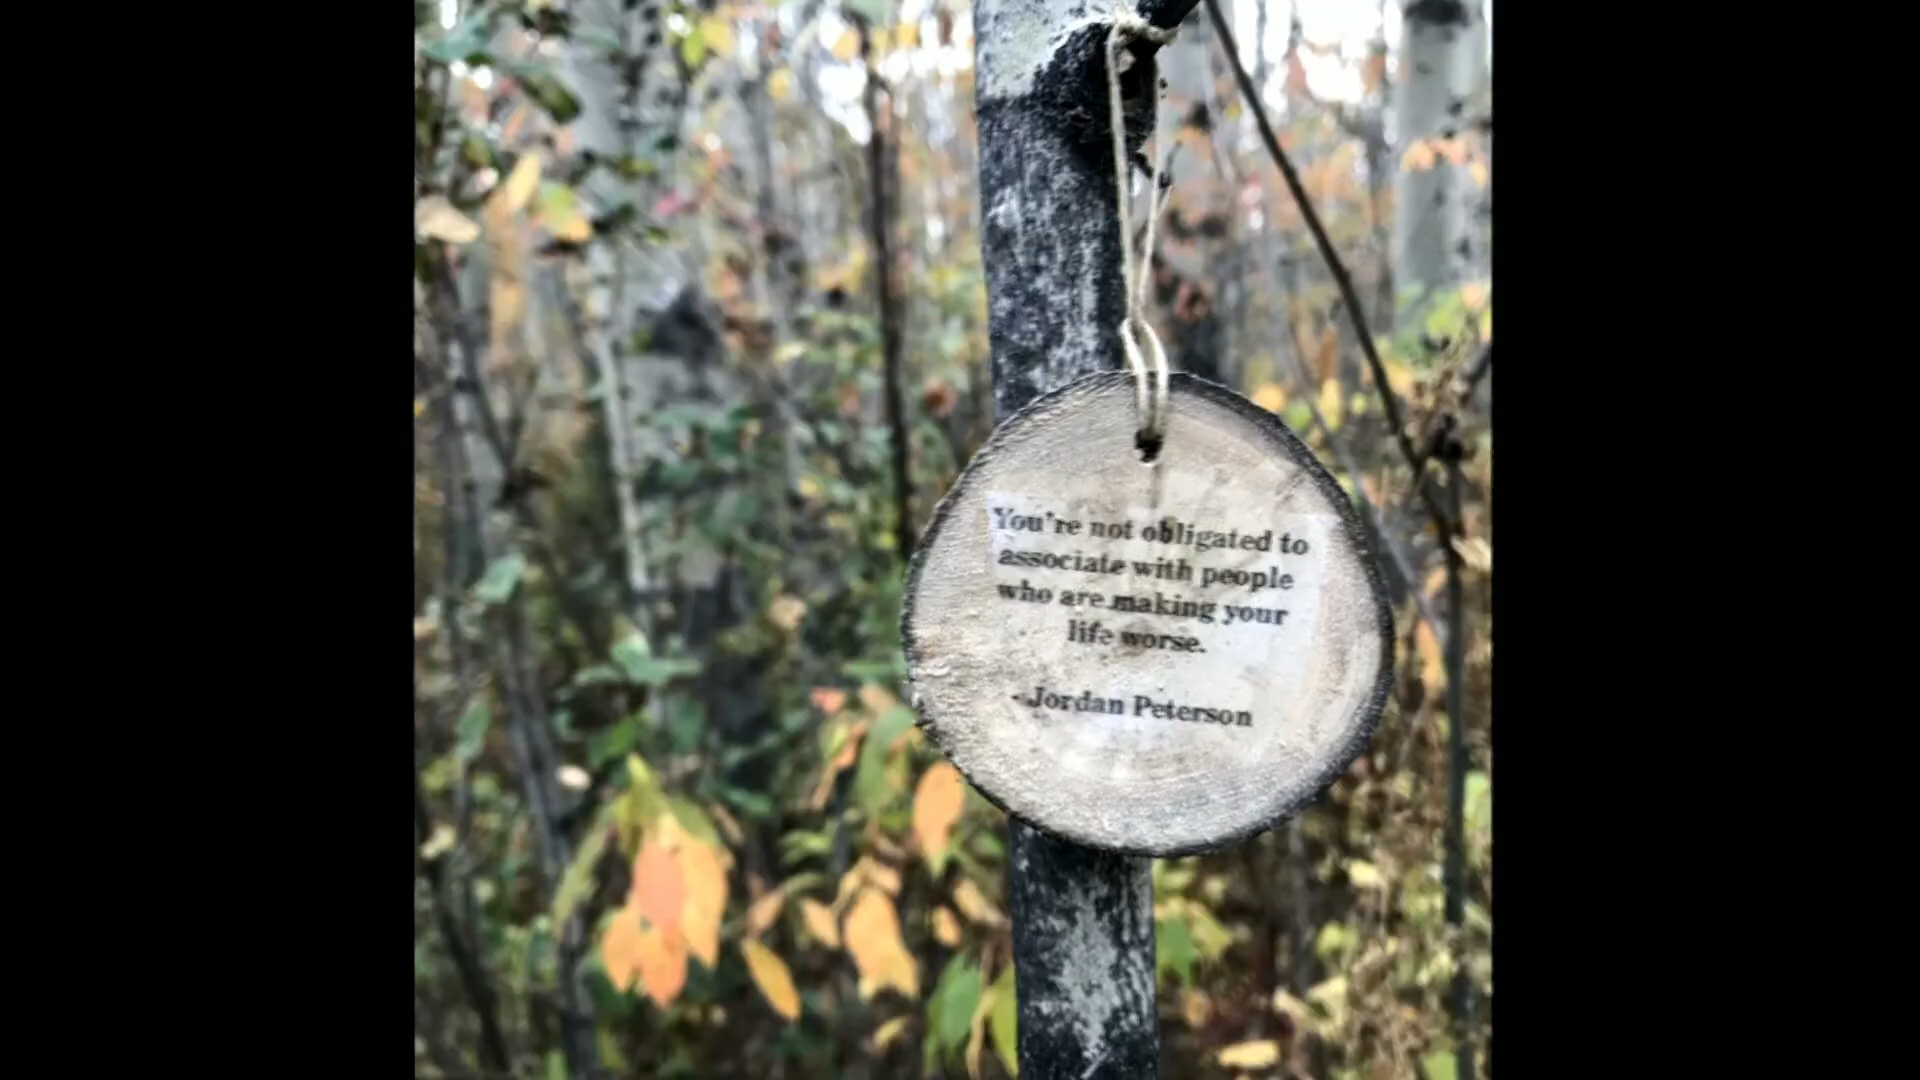 You're not obligated to
associate with people
who are making your
life worse.
- Jordan Peterson